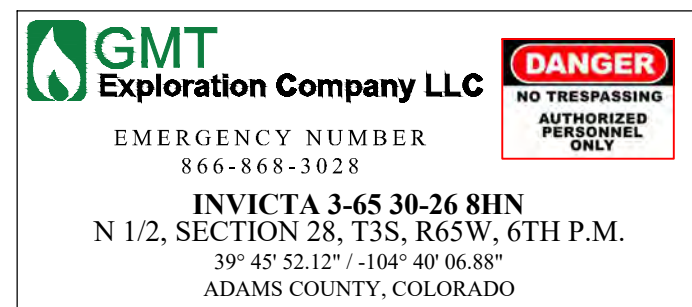 GMT
Exploration Company LLC
DANGER
NO TRESPASSING
AUTHORIZED
PERSONNEL
ONLY
EMERGENCY NUMBER
866-868-3028
INVICTA 3-65 30-26 8HN
N 1/2, SECTION 28, T3S, R65W, 6TH P.M.
39° 45' 52.12" / -104° 40' 06.88"
ADAMS COUNTY, COLORADO